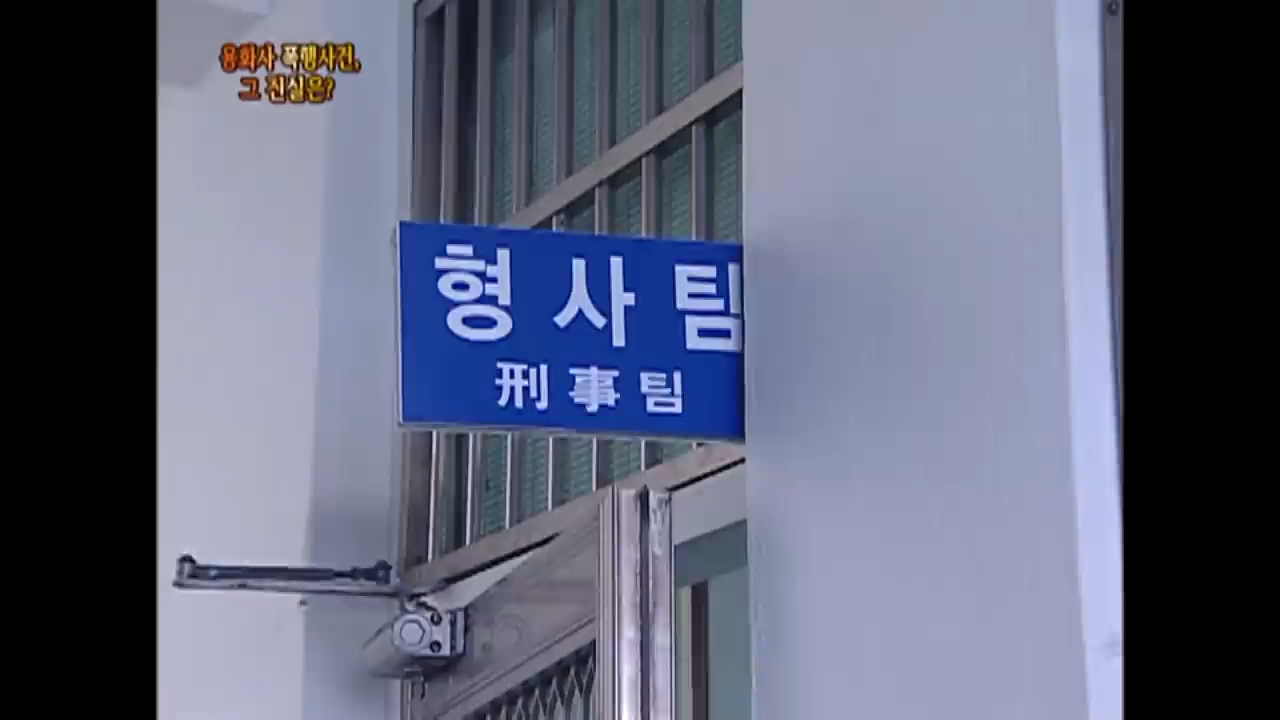 용화사 폭행사건,
그 진실은?
형사팀
刑事팀